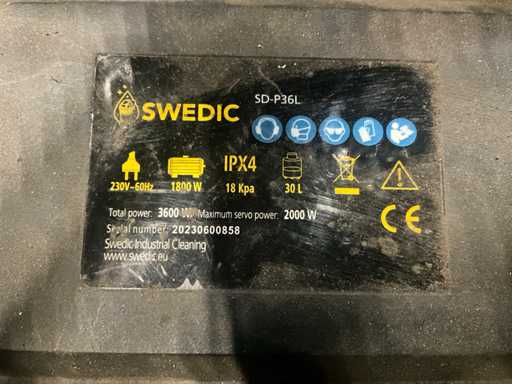 SWEDIC
SD-P36L
230V~60Hz
1800 W
IPX4
18 Kpa
30 L
Total power: 3600 W Maximum servo power: 2000 W
Serial number: 20230600858
Swedic Industrial Cleaning
www.swedic.eu
CE